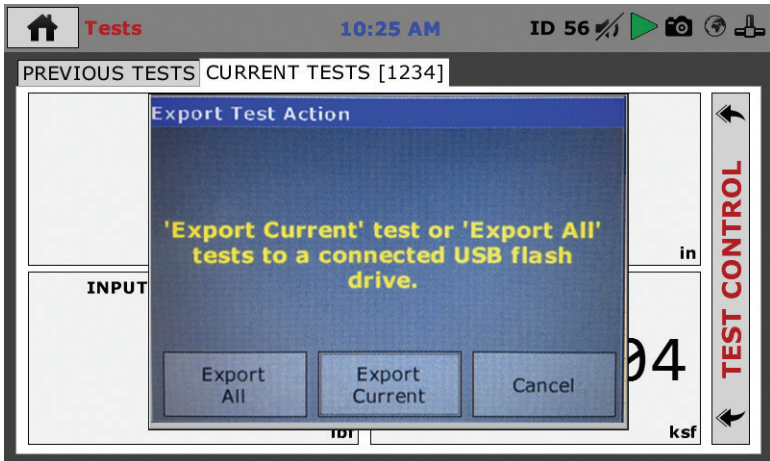 Tests 10:25 AM ID 56
PREVIOUS TESTS CURRENT TESTS [1234]
Export Test Action
'Export Current' test or 'Export All'
tests to a connected USB flash
drive.
in
INPUT
04
Export
All
Export
Current
Cancel
lbf
ksf
TEST CONTROL